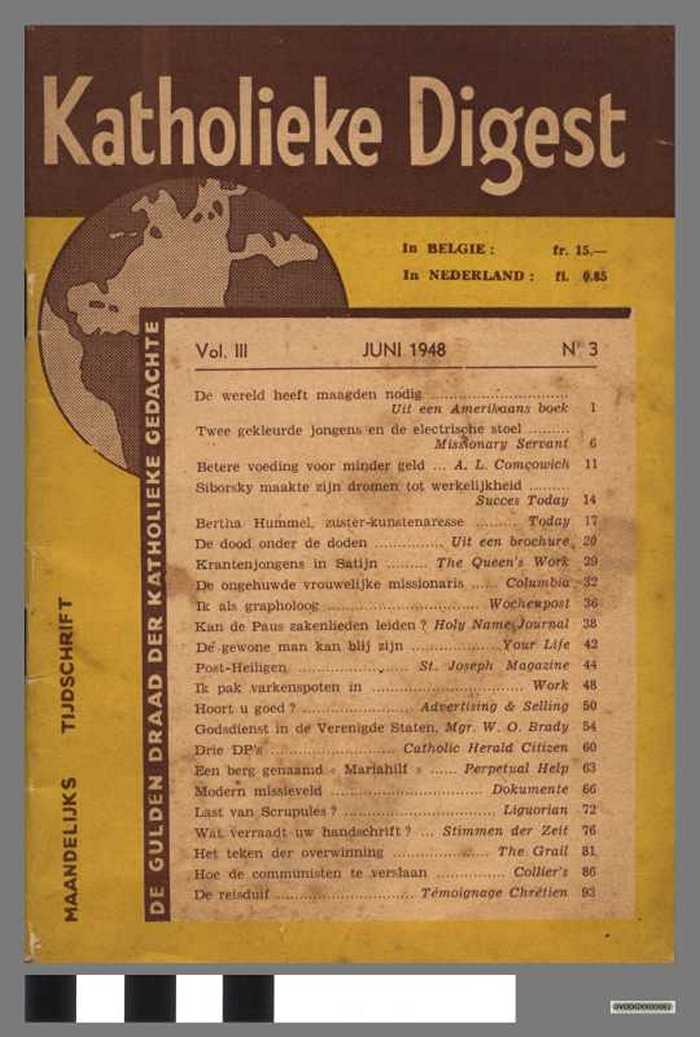 Katholieke Digest
In BELGIE : fr. 15.—
In NEDERLAND : fl. 0.85
MAANDELIJKS TIJDSCHRIFT
DE GULDEN DRAAD DER KATHOLIEKE GEDACHTE
Vol. III JUNI 1948 N° 3
De wereld heeft maagden nodig ..............................
Uit een Amerikaans boek 1
Twee gekleurde jongens en de electrische stoel .........
Missionary Servant 6
Betere voeding voor minder geld ... A. L. Comçowich 11
Siborsky maakte zijn dromen tot werkelijkheid ..........
Succes Today 14
Bertha Hummel, zuster-kunstenaresse ......... Today 17
De dood onder de doden ............... Uit een brochure 20
Krantenjongens in Satijn ......... The Queen's Work 29
De ongehuwde vrouwelijke missionaris ...... Columbia 32
Ik als grapholoog ................................. Wochenpost 36
Kan de Paus zakenlieden leiden ? Holy Name Journal 38
De gewone man kan blij zijn ................... Your Life 42
Post-Heiligen ........................ St. Joseph Magazine 44
Ik pak varkenspoten in ................................. Work 48
Hoort u goed ? ........................ Advertising & Selling 50
Godsdienst in de Verenigde Staten, Mgr. W. O. Brady 54
Drie DP's ........................... Catholic Herald Citizen 60
Een berg genaamd « Mariahilf » ...... Perpetual Help 63
Modern missieveld ................................. Dokumente 66
Last van Scrupules ? ................................. Liguorian 72
Wat verraadt uw handschrift ? ... Stimmen der Zeit 76
Het teken der overwinning ..................... The Grail 81
Hoe de communisten te verslaan ............... Collier's 86
De reisduif .............................. Témoignage Chrétien 93